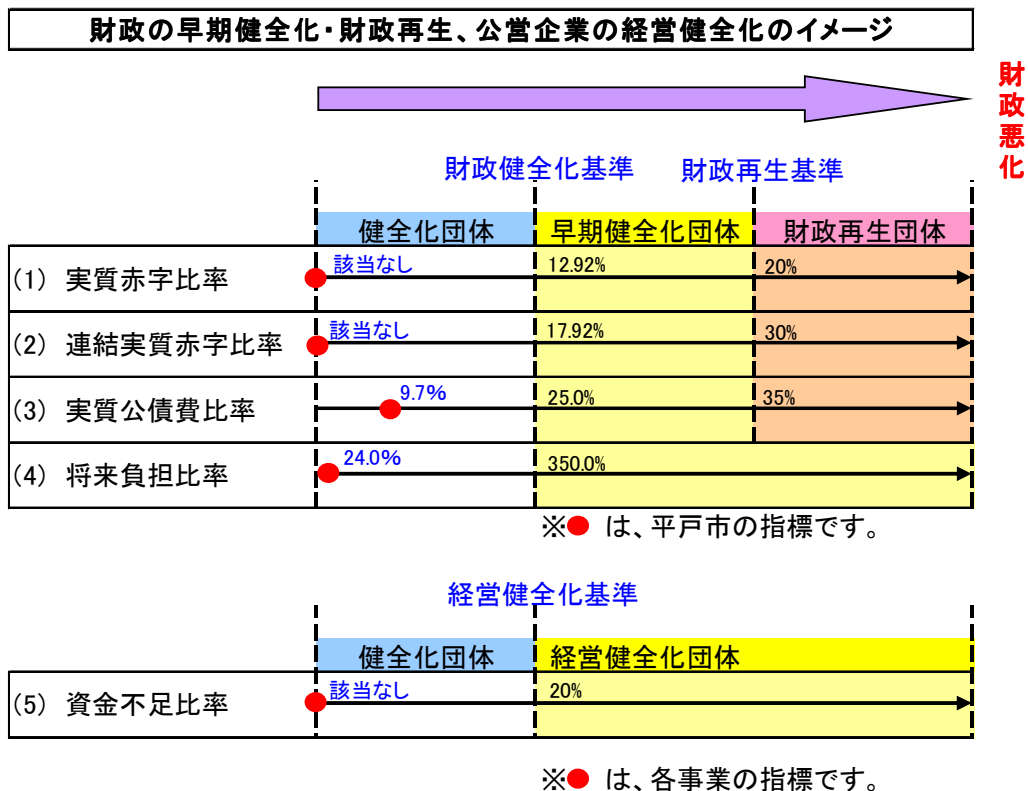 財政の早期健全化・財政再生、公営企業の経営健全化のイメージ
財政悪化
財政健全化基準 財政再生基準
健全化団体 早期健全化団体 財政再生団体
(1) 実質赤字比率 該当なし 12.92% 20%
(2) 連結実質赤字比率 該当なし 17.92% 30%
(3) 実質公債費比率 9.7% 25.0% 35%
(4) 将来負担比率 24.0% 350.0%
※● は、平戸市の指標です。
経営健全化基準
健全化団体 経営健全化団体
(5) 資金不足比率 該当なし 20%
※● は、各事業の指標です。